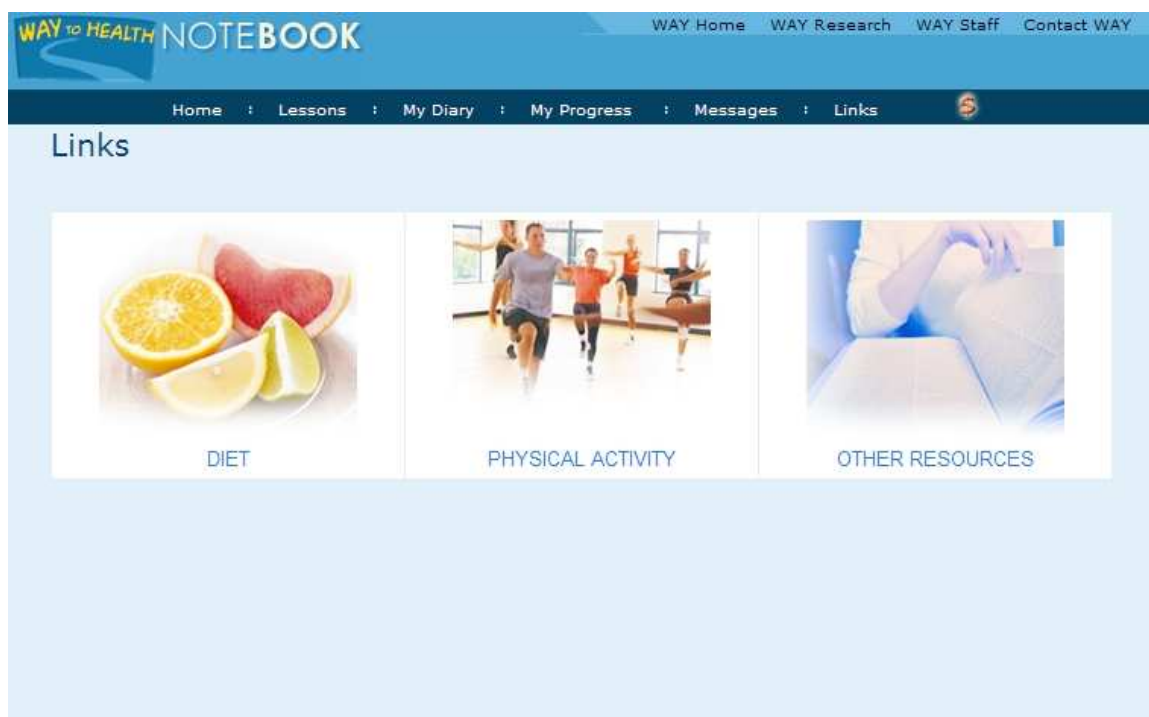 WAY TO HEALTH NOTEBOOK
WAY Home WAY Research WAY Staff Contact WAY
Home : Lessons : My Diary : My Progress : Messages : Links $
Links
DIET PHYSICAL ACTIVITY OTHER RESOURCES